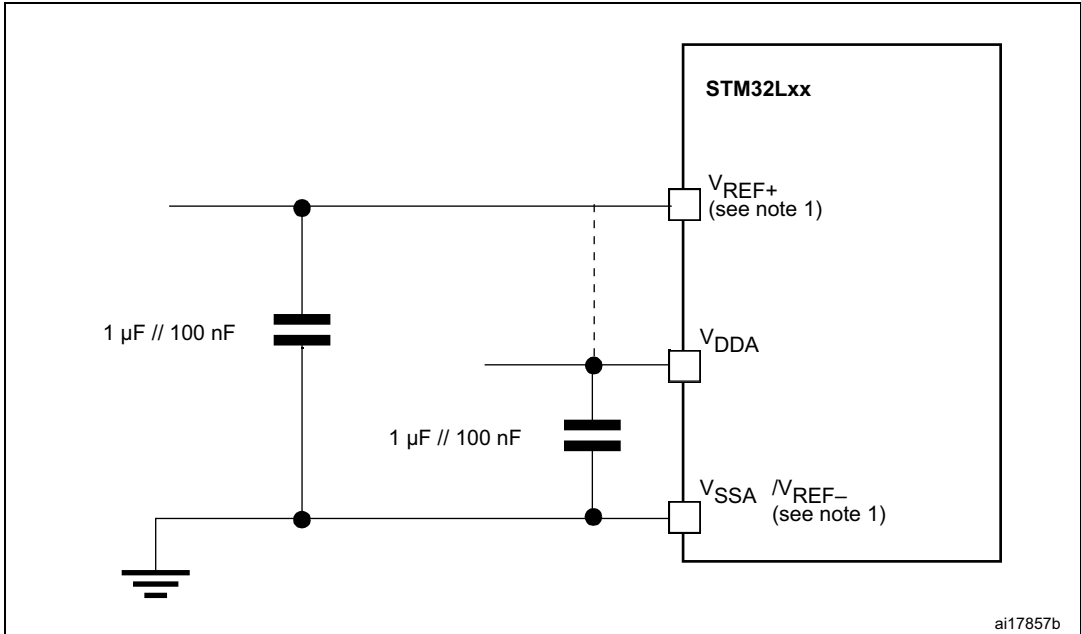 STM32Lxx
VREF+
(see note 1)
1 µF // 100 nF
VDDA
1 µF // 100 nF
VSSA /VREF–
(see note 1)
ai17857b